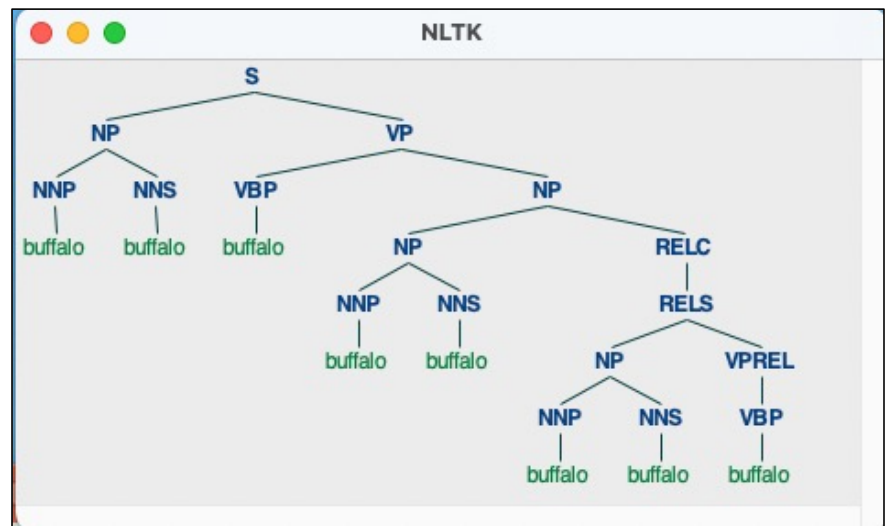 NLTK
S
NP VP
NNP NNS VBP NP
buffalo buffalo buffalo NP RELC
NNP NNS RELS
buffalo buffalo NP VPREL
NNP NNS VBP
buffalo buffalo buffalo